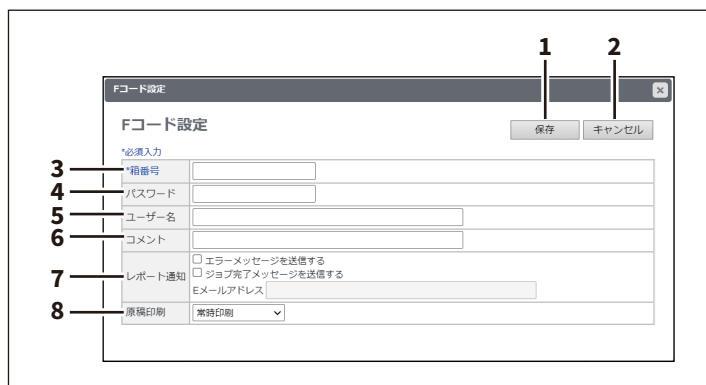 1 2
Fコード設定
Fコード設定
保存 キャンセル
*必須入力
3 *箱番号
4 パスワード
5 ユーザー名
6 コメント
エラーメッセージを送信する
7 レポート通知 ジョブ完了メッセージを送信する
Eメールアドレス
8 原稿印刷 常時印刷